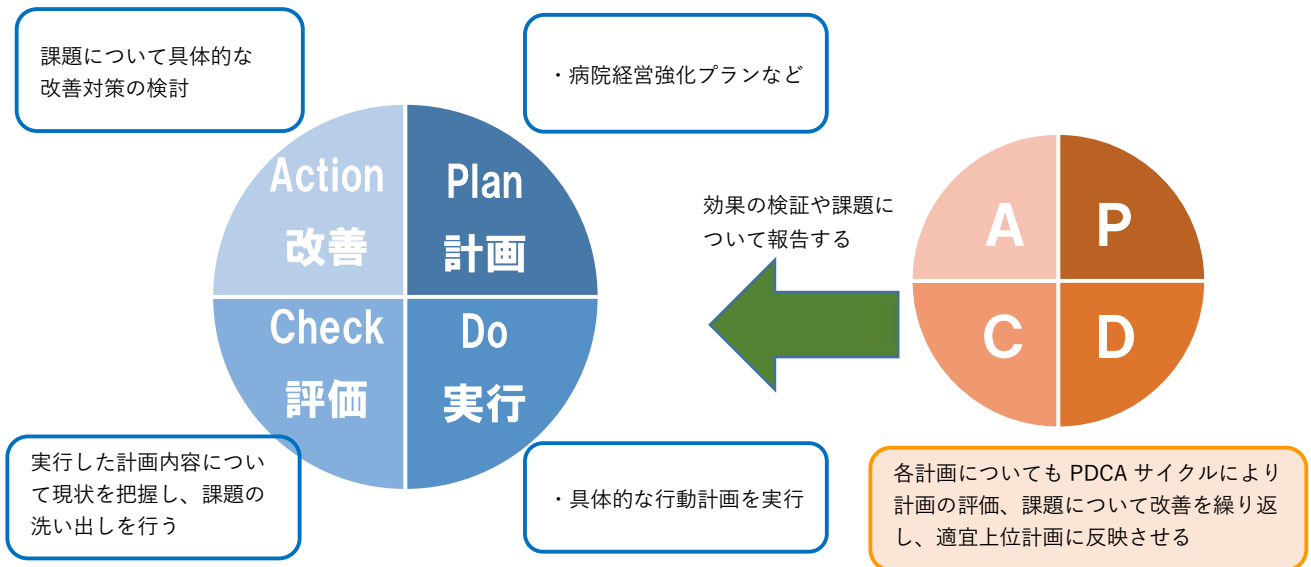 課題について具体的な
改善対策の検討
・病院経営強化プランなど
Action
改善
Plan
計画
Check
評価
Do
実行
実行した計画内容につい
て現状を把握し、課題の
洗い出しを行う
・具体的な行動計画を実行
効果の検証や課題に
ついて報告する
A
P
C
D
各計画についても PDCA サイクルにより
計画の評価、課題について改善を繰り返
し、適宜上位計画に反映させる